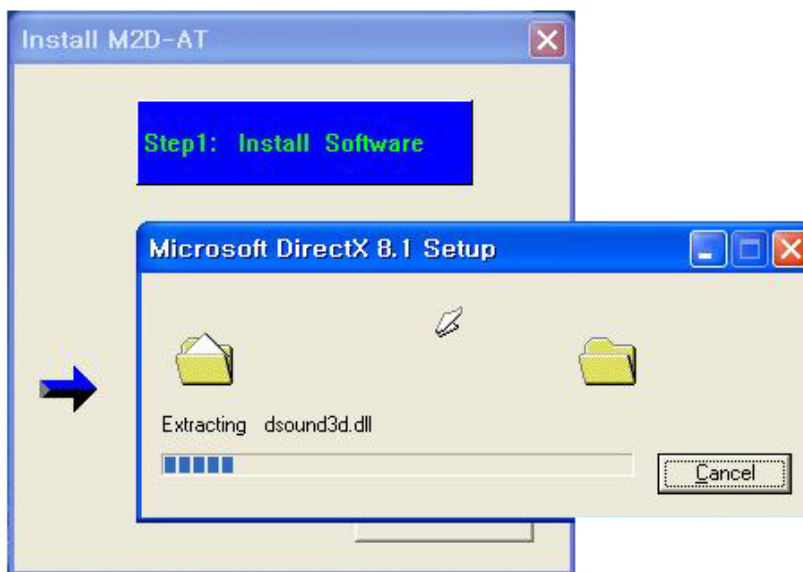 Install M2D-AT
Step1: Install Software
Microsoft DirectX 8.1 Setup
Extracting dsound3d.dll
Cancel